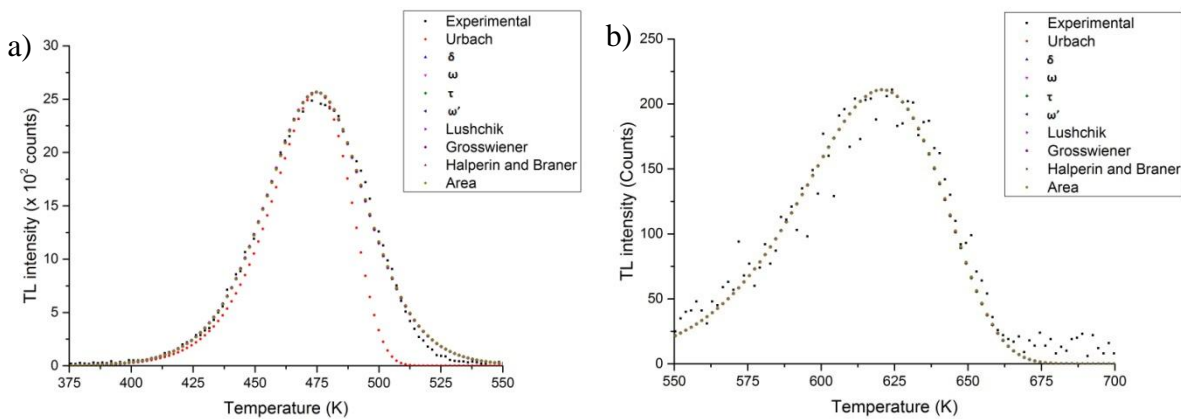 a)
Experimental
Urbach
δ
ω
τ
ω'
Lushchik
Grosswiener
Halperin and Braner
Area
TL intensity (x 10² counts)
30
25
20
15
10
5
0
375 400 425 450 475 500 525 550
Temperature (K)
b)
Experimental
Urbach
δ
ω
τ
ω'
Lushchik
Grosswiener
Halperin and Braner
Area
TL intensity (Counts)
250
200
150
100
50
0
550 575 600 625 650 675 700
Temperature (K)